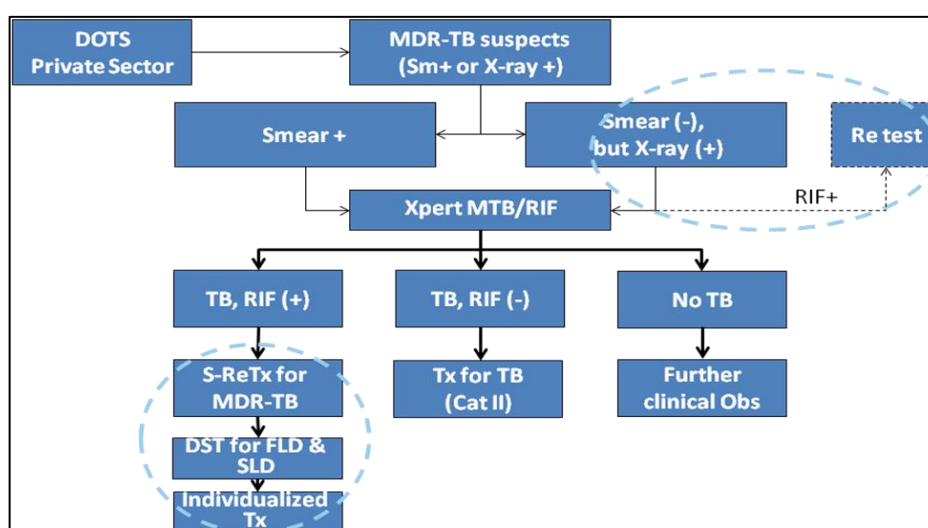 DOTS
Private Sector
MDR-TB suspects
(Sm+ or X-ray +)
Smear +
Smear (-),
but X-ray (+)
Re test
RIF+
Xpert MTB/RIF
TB, RIF (+)
TB, RIF (-)
No TB
S-ReTx for
MDR-TB
Tx for TB
(Cat II)
Further
clinical Obs
DST for FLD &
SLD
Individualized
Tx